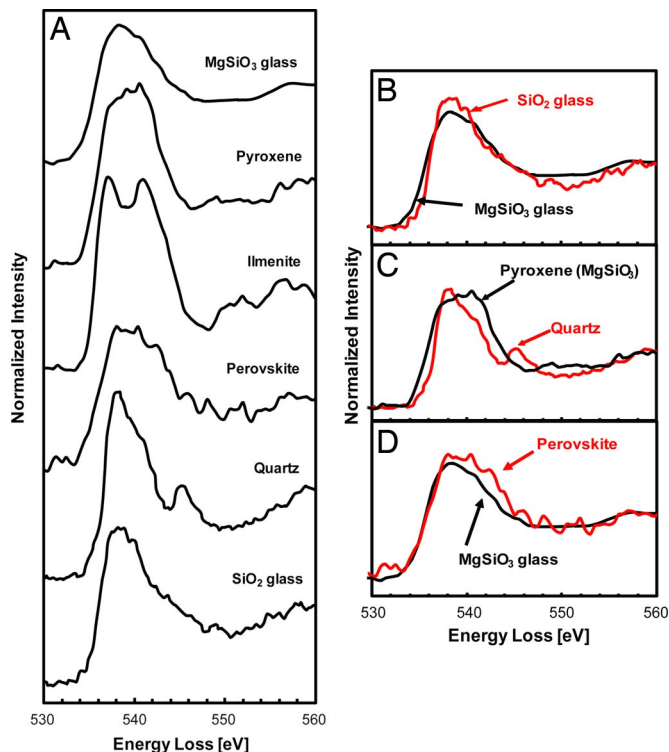 A
MgSiO₃ glass
Pyroxene
Ilmenite
Perovskite
Quartz
SiO₂ glass
Normalized Intensity
530 540 550 560
Energy Loss [eV]
B
SiO₂ glass
MgSiO₃ glass
C
Pyroxene (MgSiO₃)
Quartz
D
Perovskite
MgSiO₃ glass
Normalized Intensity
530 540 550 560
Energy Loss [eV]